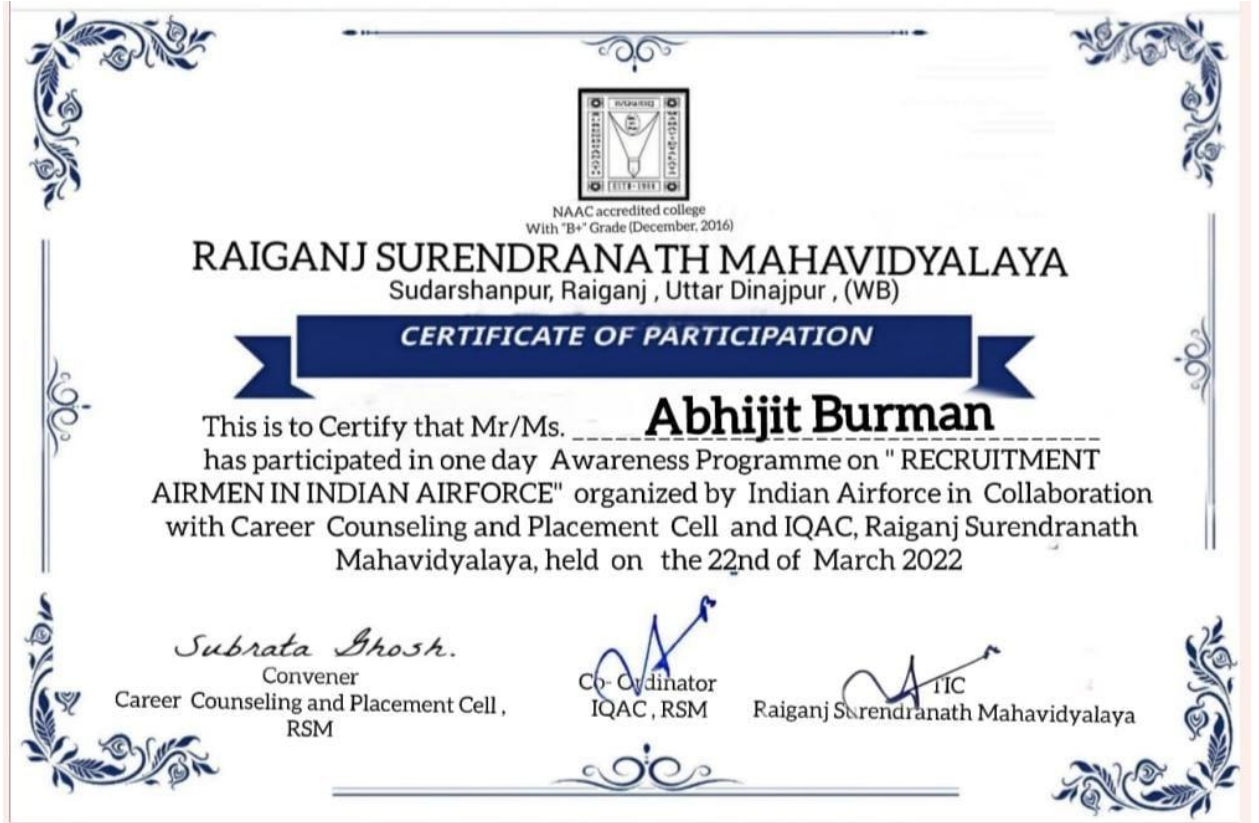 ESTD-1948
NAAC accredited college
With "B+" Grade (December, 2016)
RAIGANJ SURENDRANATH MAHAVIDYALAYA
Sudarshanpur, Raiganj , Uttar Dinajpur , (WB)
CERTIFICATE OF PARTICIPATION
This is to Certify that Mr/Ms. Abhijit Burman
has participated in one day Awareness Programme on " RECRUITMENT
AIRMEN IN INDIAN AIRFORCE" organized by Indian Airforce in Collaboration
with Career Counseling and Placement Cell and IQAC, Raiganj Surendranath
Mahavidyalaya, held on the 22nd of March 2022
Subrata Ghosh.
Convener
Career Counseling and Placement Cell ,
RSM
Co- Ordinator
IQAC , RSM
TIC
Raiganj Surendranath Mahavidyalaya